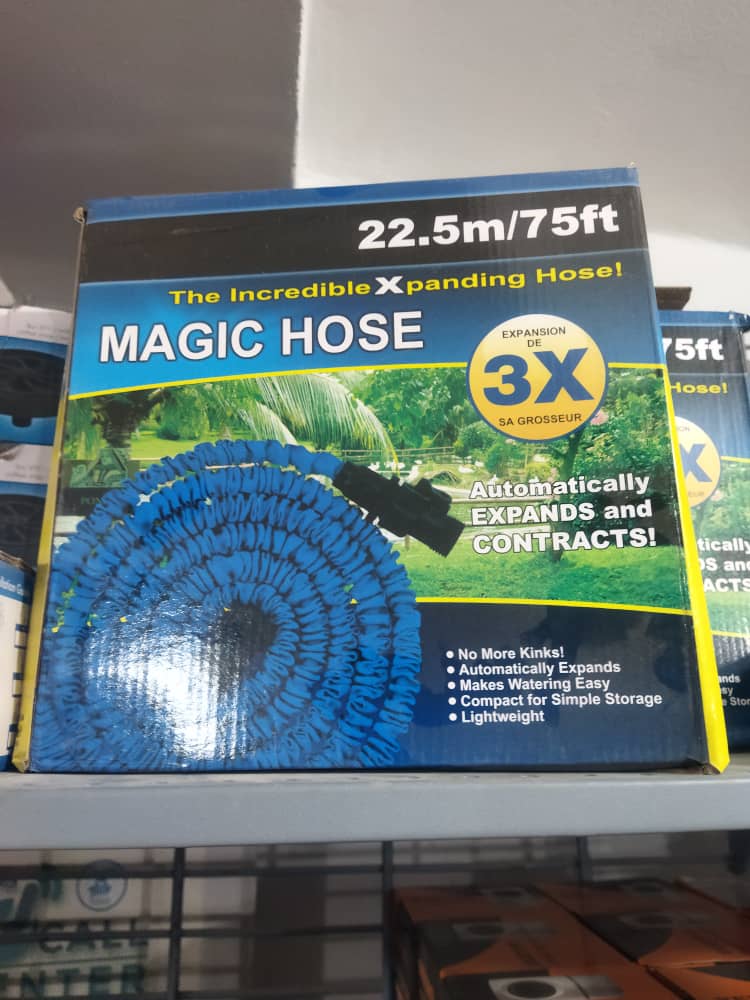 22.5m/75ft
The Incredible Xpanding Hose!
MAGIC HOSE
EXPANSION
DE
3X
SA GROSSEUR
Automatically
EXPANDS and
CONTRACTS!
• No More Kinks!
• Automatically Expands
• Makes Watering Easy
• Compact for Simple Storage
• Lightweight
75ft
Hose!
X
CALL